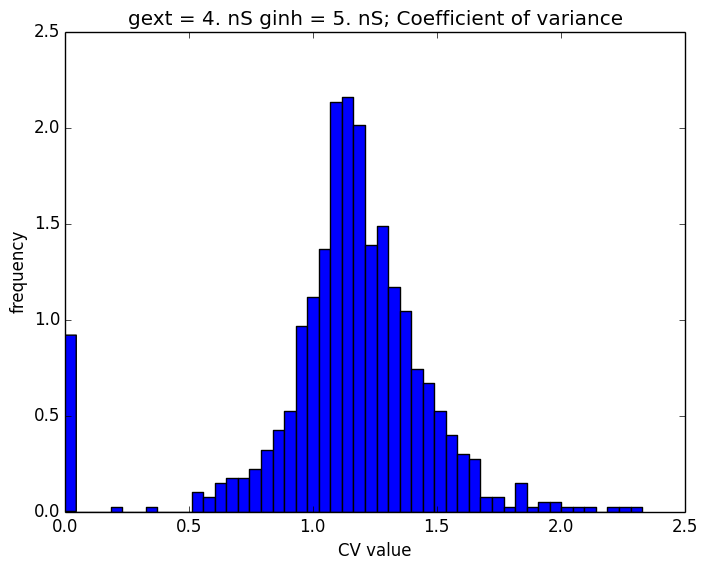 gext = 4. nS ginh = 5. nS; Coefficient of variance
2.5
2.0
1.5
1.0
0.5
0.0
frequency
0.0 0.5 1.0 1.5 2.0 2.5
CV value